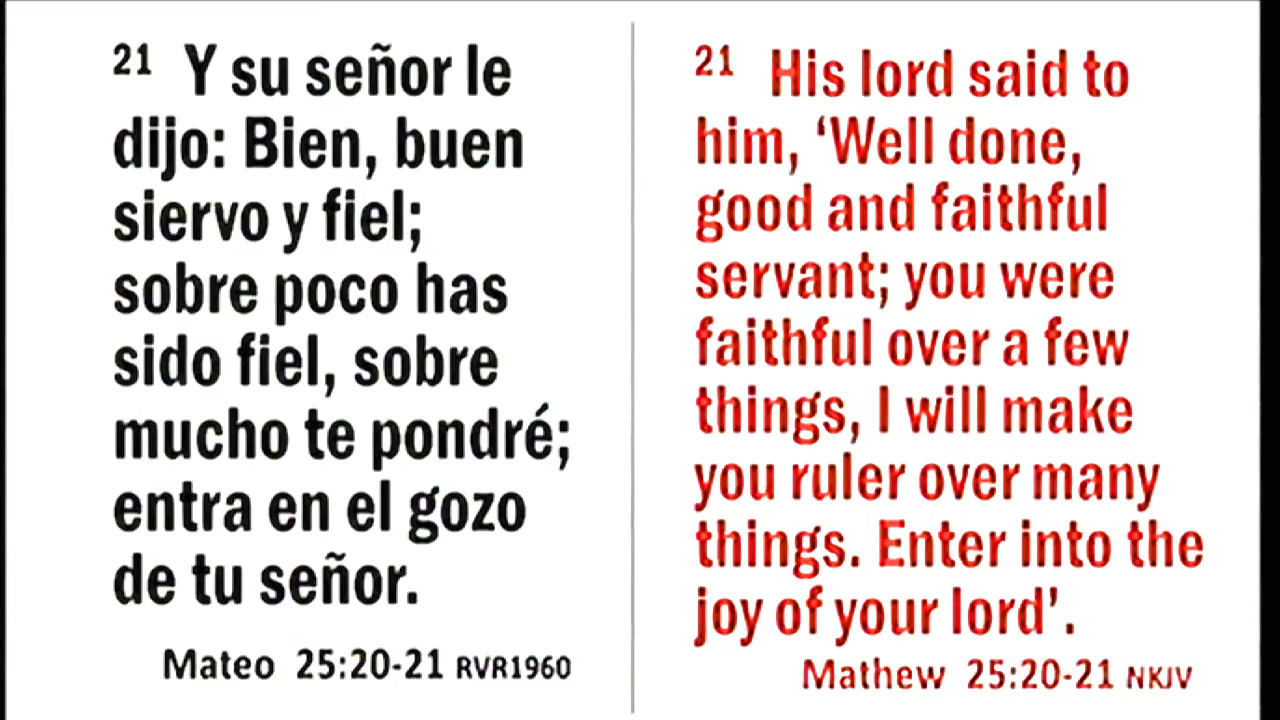 21 Y su señor le
dijo: Bien, buen
siervo y fiel;
sobre poco has
sido fiel, sobre
mucho te pondré;
entra en el gozo
de tu señor.
Mateo 25:20-21 RVR1960
21 His lord said to
him, ‘Well done,
good and faithful
servant; you were
faithful over a few
things, I will make
you ruler over many
things. Enter into the
joy of your lord’.
Mathew 25:20-21 NKJV